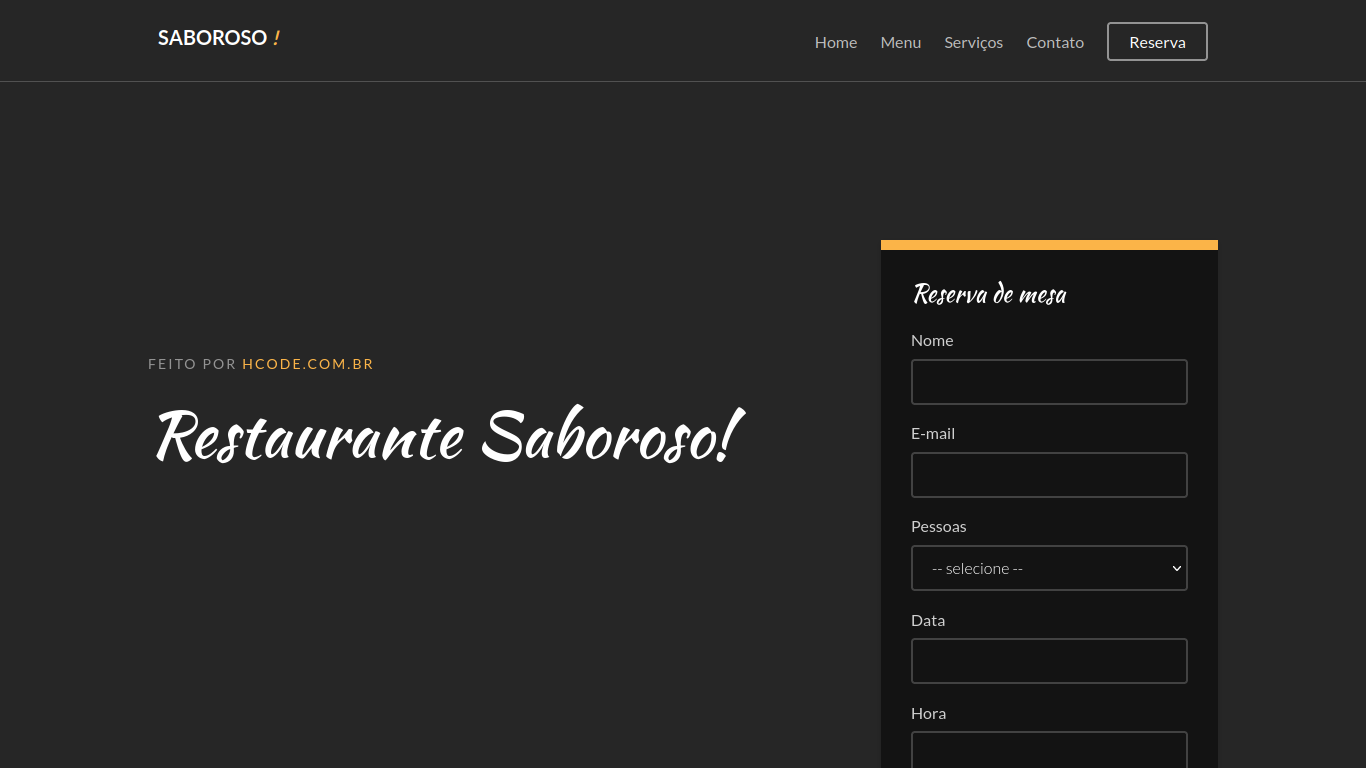 SABOROSO !
Home Menu Serviços Contato Reserva
FEITO POR HCODE.COM.BR
Restaurante Saboroso!
Reserva de mesa
Nome
E-mail
Pessoas
-- selecione --
Data
Hora